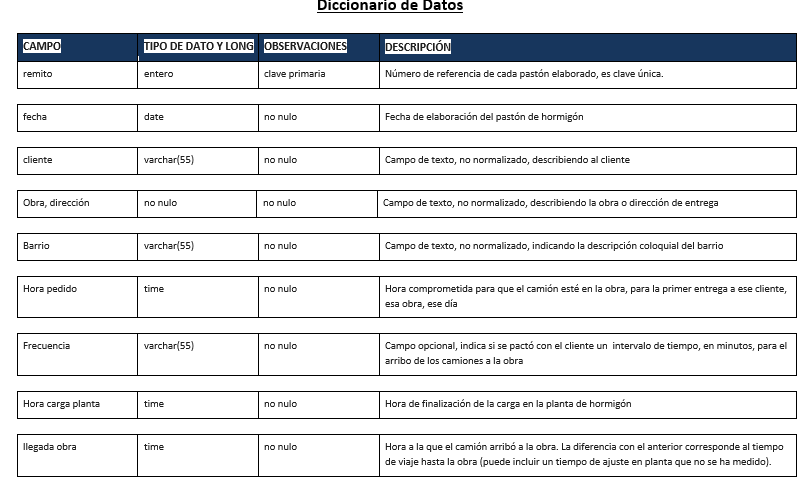 Diccionario de Datos
CAMPO TIPO DE DATO Y LONG OBSERVACIONES DESCRIPCIÓN
remito entero clave primaria Número de referencia de cada pastón elaborado, es clave única.
fecha date no nulo Fecha de elaboración del pastón de hormigón
cliente varchar(55) no nulo Campo de texto, no normalizado, describiendo al cliente
Obra, dirección no nulo no nulo Campo de texto, no normalizado, describiendo la obra o dirección de entrega
Barrio varchar(55) no nulo Campo de texto, no normalizado, indicando la descripción coloquial del barrio
Hora pedido time no nulo Hora comprometida para que el camión esté en la obra, para la primer entrega a ese cliente,
esa obra, ese día
Frecuencia varchar(55) no nulo Campo opcional, indica si se pactó con el cliente un intervalo de tiempo, en minutos, para el
arribo de los camiones a la obra
Hora carga planta time no nulo Hora de finalización de la carga en la planta de hormigón
llegada obra time no nulo Hora a la que el camión arribó a la obra. La diferencia con el anterior corresponde al tiempo
de viaje hasta la obra (puede incluir un tiempo de ajuste en planta que no se ha medido).